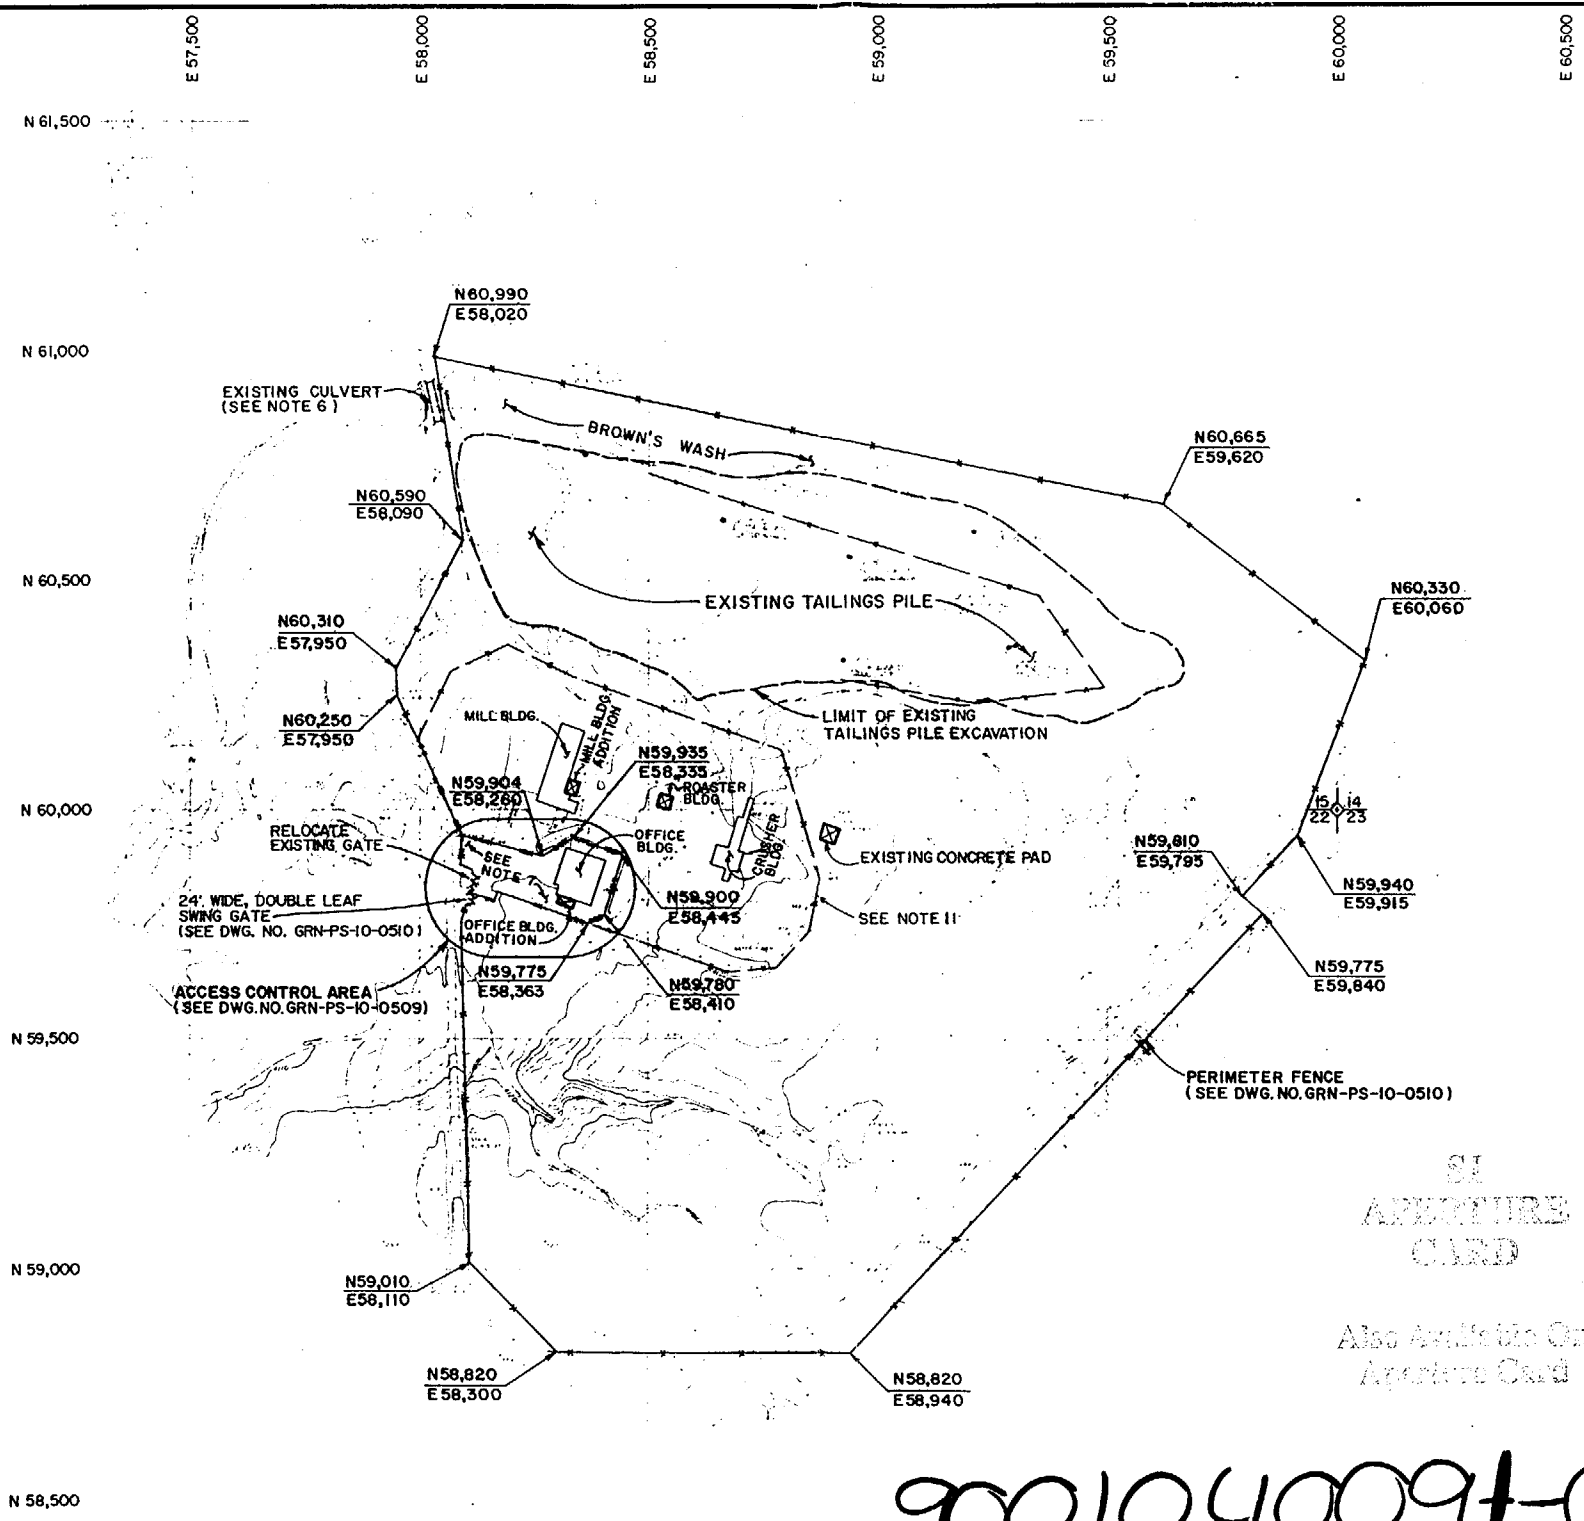 E 57,500
E 58,000
E 58,500
E 59,000
E 59,500
E 60,000
E 60,500
N 61,500
N60,990
E58,020
N 61,000
EXISTING CULVERT
(SEE NOTE 6)
BROWN'S WASH
N60,665
E59,620
N60,590
E58,090
N 60,500
EXISTING TAILINGS PILE
N60,330
E60,060
N60,310
E57,950
N60,250
E57,950
MILL BLDG.
MILL BLDG.
ADDITION
LIMIT OF EXISTING
TAILINGS PILE EXCAVATION
N59,935
E58,335
N59,904
E58,260
ROASTER
BLDG.
N 60,000
15 14
22 23
RELOCATE
EXISTING GATE
OFFICE
BLDG.
CRUSHER
BLDG.
EXISTING CONCRETE PAD
N59,810
E59,795
SEE
NOTE 7
N59,940
E59,915
N59,900
E58,445
24' WIDE, DOUBLE LEAF
SWING GATE
(SEE DWG. NO. GRN-PS-10-0510)
OFFICE BLDG.
ADDITION
SEE NOTE 11
N59,775
E58,363
N59,780
E58,410
N59,775
E59,840
ACCESS CONTROL AREA
(SEE DWG.NO.GRN-PS-10-0509)
N 59,500
PERIMETER FENCE
(SEE DWG.NO.GRN-PS-10-0510)
SI
APERTURE
CARD
N 59,000
N59,010
E58,110
Also Available On
Aperture Card
N58,820
E58,300
N58,820
E58,940
N 58,500